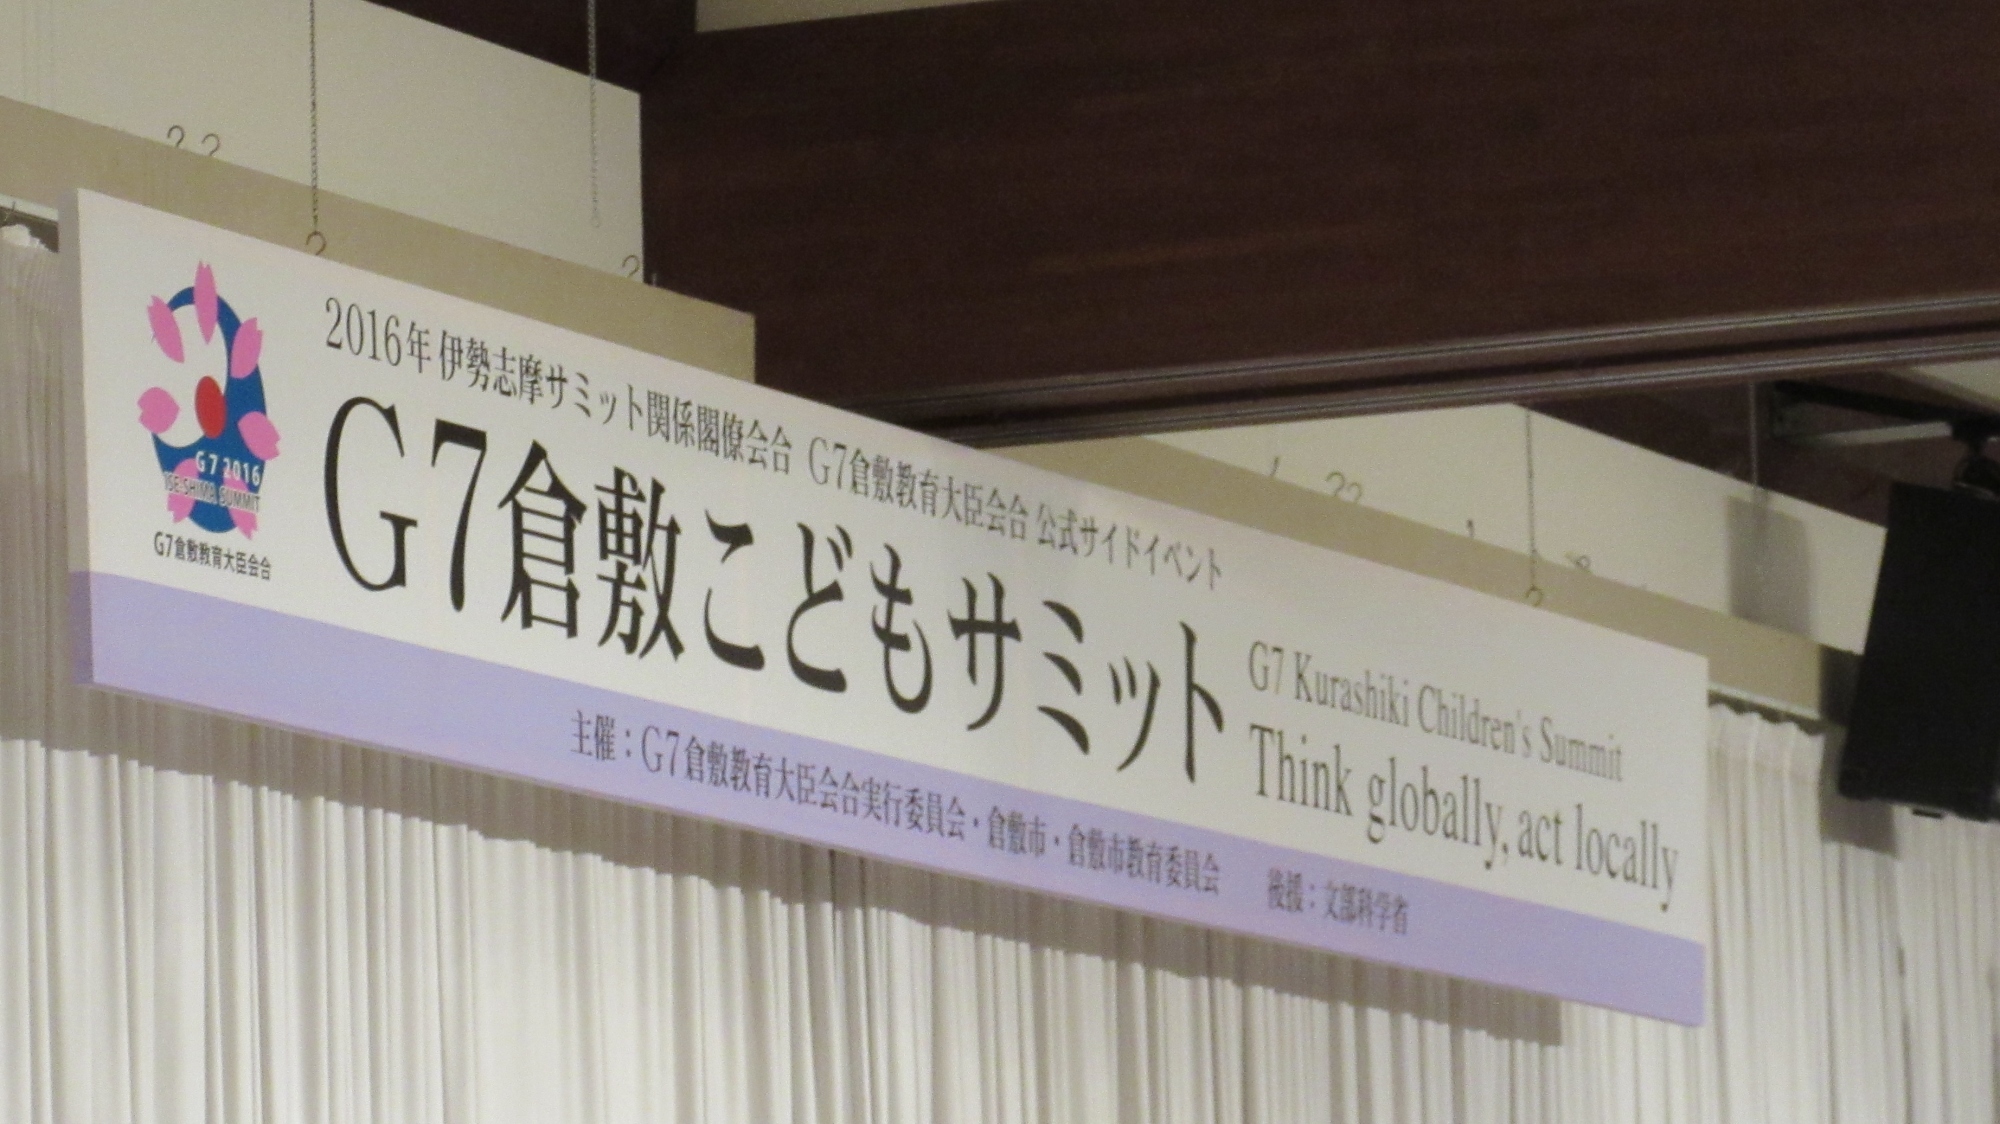 2016年 伊勢志摩サミット関係閣僚会合 G7倉敷教育大臣会合 公式サイドイベント
G7倉敷こどもサミット
G7 Kurashiki Children's Summit
Think globally, act locally
G7 2016
ISE-SHIMA SUMMIT
G7倉敷教育大臣会合
主催：G7倉敷教育大臣会合実行委員会・倉敷市・倉敷市教育委員会 後援：文部科学省